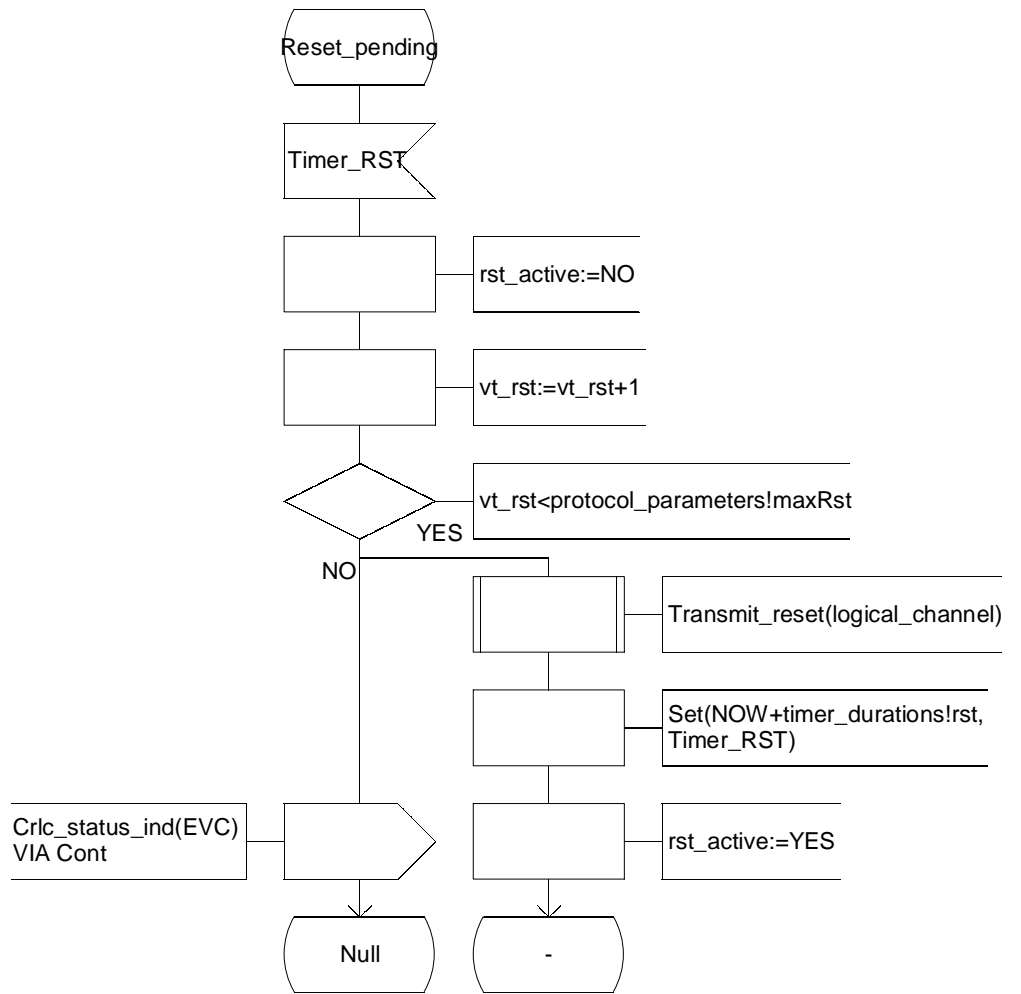 Reset_pending
Timer_RST
rst_active:=NO
vt_rst:=vt_rst+1
vt_rst<protocol_parameters!maxRst
YES
NO
Transmit_reset(logical_channel)
Set(NOW+timer_durations!rst,
Timer_RST)
Crlc_status_ind(EVC)
VIA Cont
rst_active:=YES
Null
-